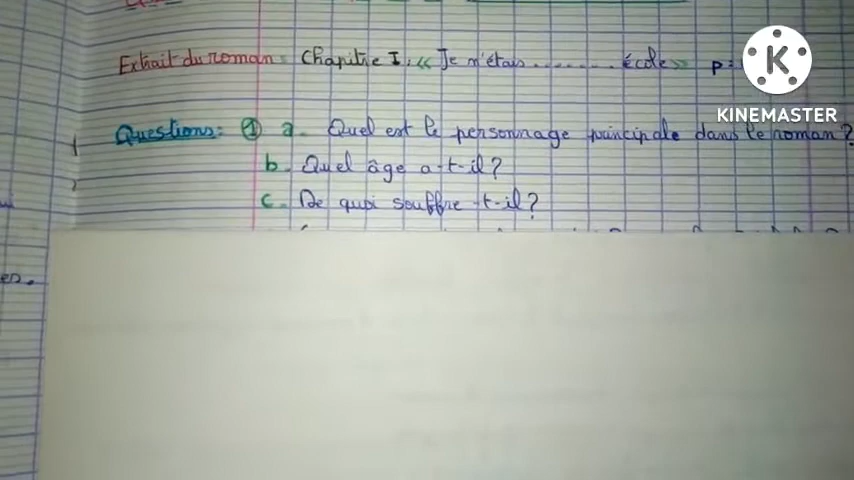 Extrait du roman : Chapitre I. « Je n'étais ........ école » p :
K
KINEMASTER
Questions : 1 a. Quel est le personnage principale dans le roman ?
b. Quel âge a-t-il ?
c. De quoi souffre-t-il ?